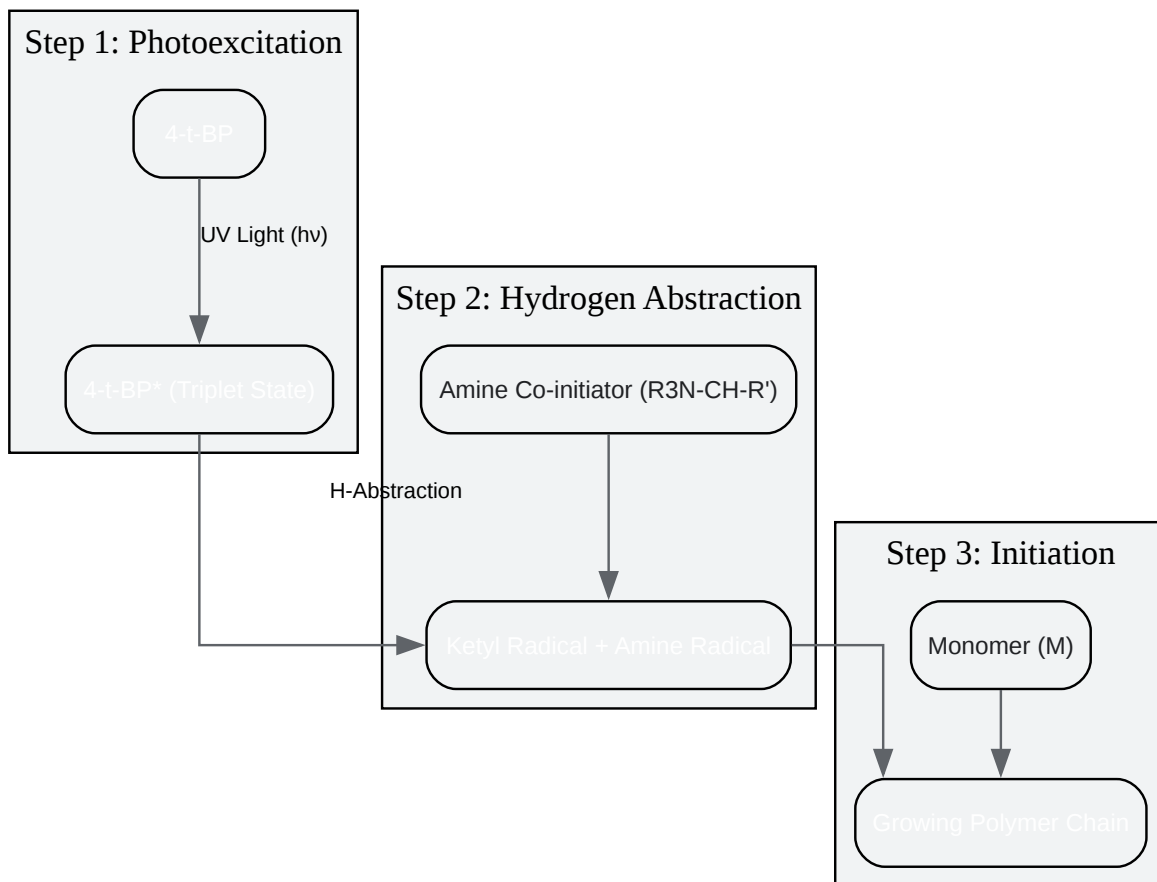 Step 1: Photoexcitation
4-t-BP
UV Light (hν)
4-t-BP* (Triplet State)
Step 2: Hydrogen Abstraction
Amine Co-initiator (R3N-CH-R')
H-Abstraction
Ketyl Radical + Amine Radical
Step 3: Initiation
Monomer (M)
Growing Polymer Chain